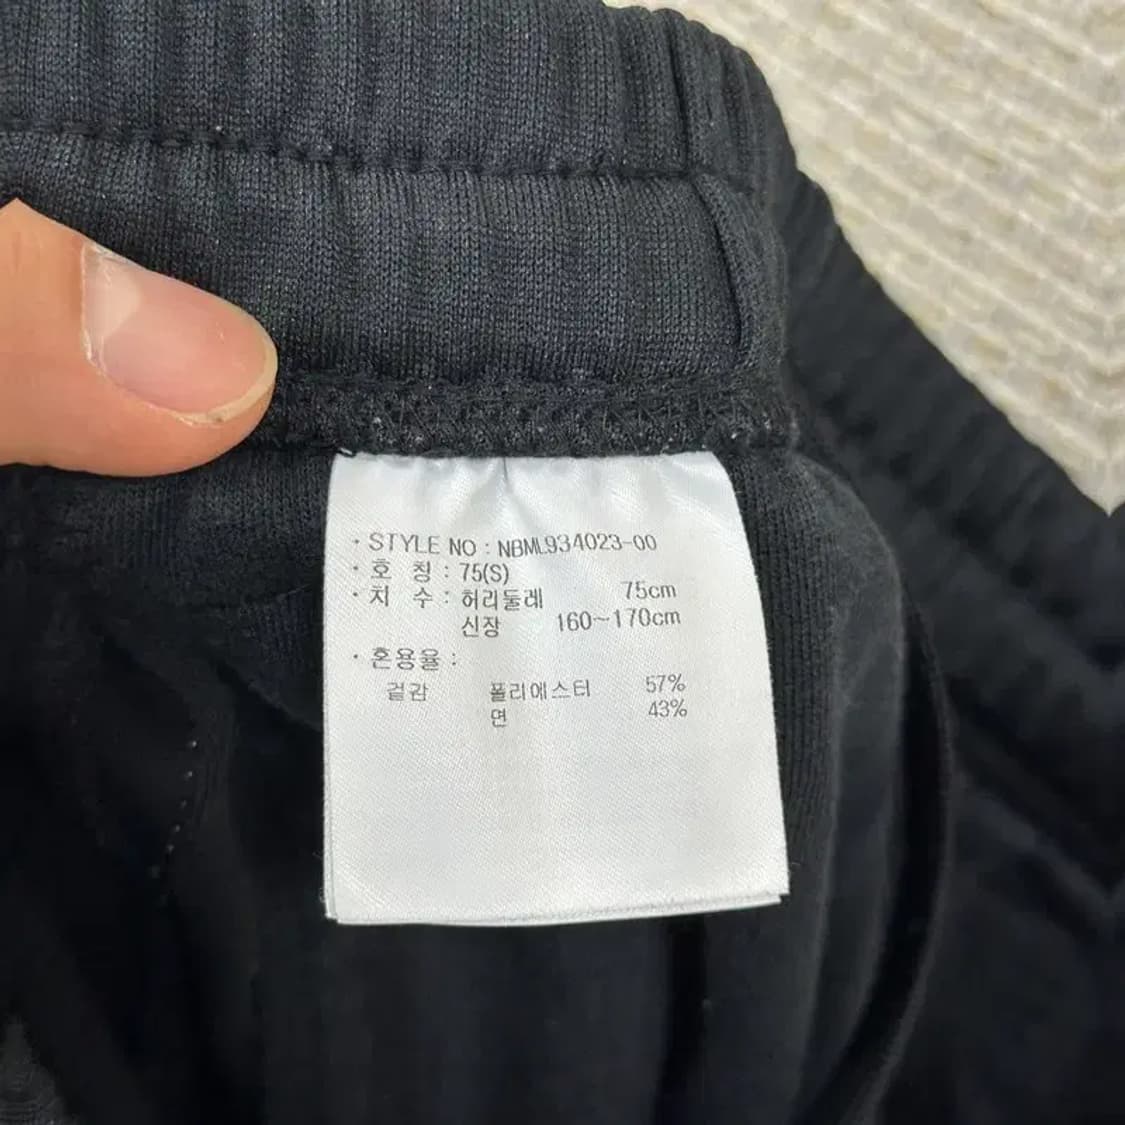 · STYLE NO : NBML934023-00
· 호 칭 : 75(S)
· 치 수 : 허리둘레 75cm
신장 160~170cm
· 혼용율 :
겉감 폴리에스터 57%
면 43%